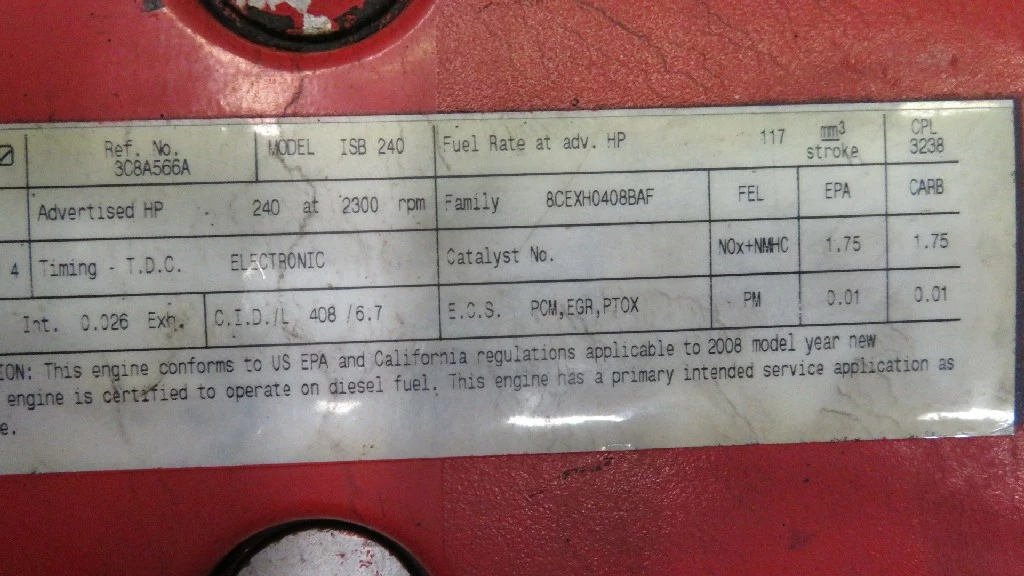 Ref. No. MODEL ISB 240 Fuel Rate at adv. HP 117 mm³ stroke CPL
3C8A566A 3238
Advertised HP 240 at 2300 rpm Family 8CEXH0408BAF FEL EPA CARB
4 Timing - T.D.C. ELECTRONIC Catalyst No. NOx+NMHC 1.75 1.75
Int. 0.026 Exh. C.I.D./L 408 /6.7 E.C.S. PCM,EGR,PTOX PM 0.01 0.01
ION: This engine conforms to US EPA and California regulations applicable to 2008 model year new
engine is certified to operate on diesel fuel. This engine has a primary intended service application as
e.